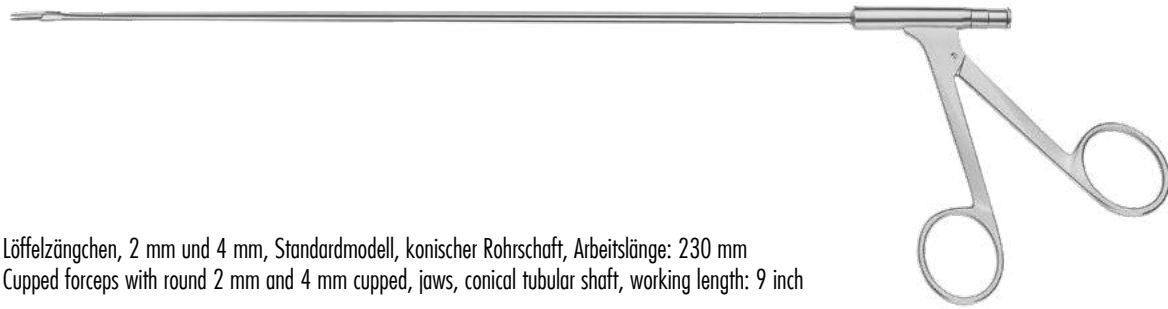 Löffelzängchen, 2 mm und 4 mm, Standardmodell, konischer Rohrschaft, Arbeitslänge: 230 mm
Cupped forceps with round 2 mm and 4 mm cupped, jaws, conical tubular shaft, working length: 9 inch